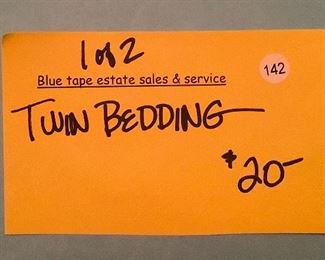 1 of 2
Blue tape estate sales & service
142
TWIN BEDDING
$20-